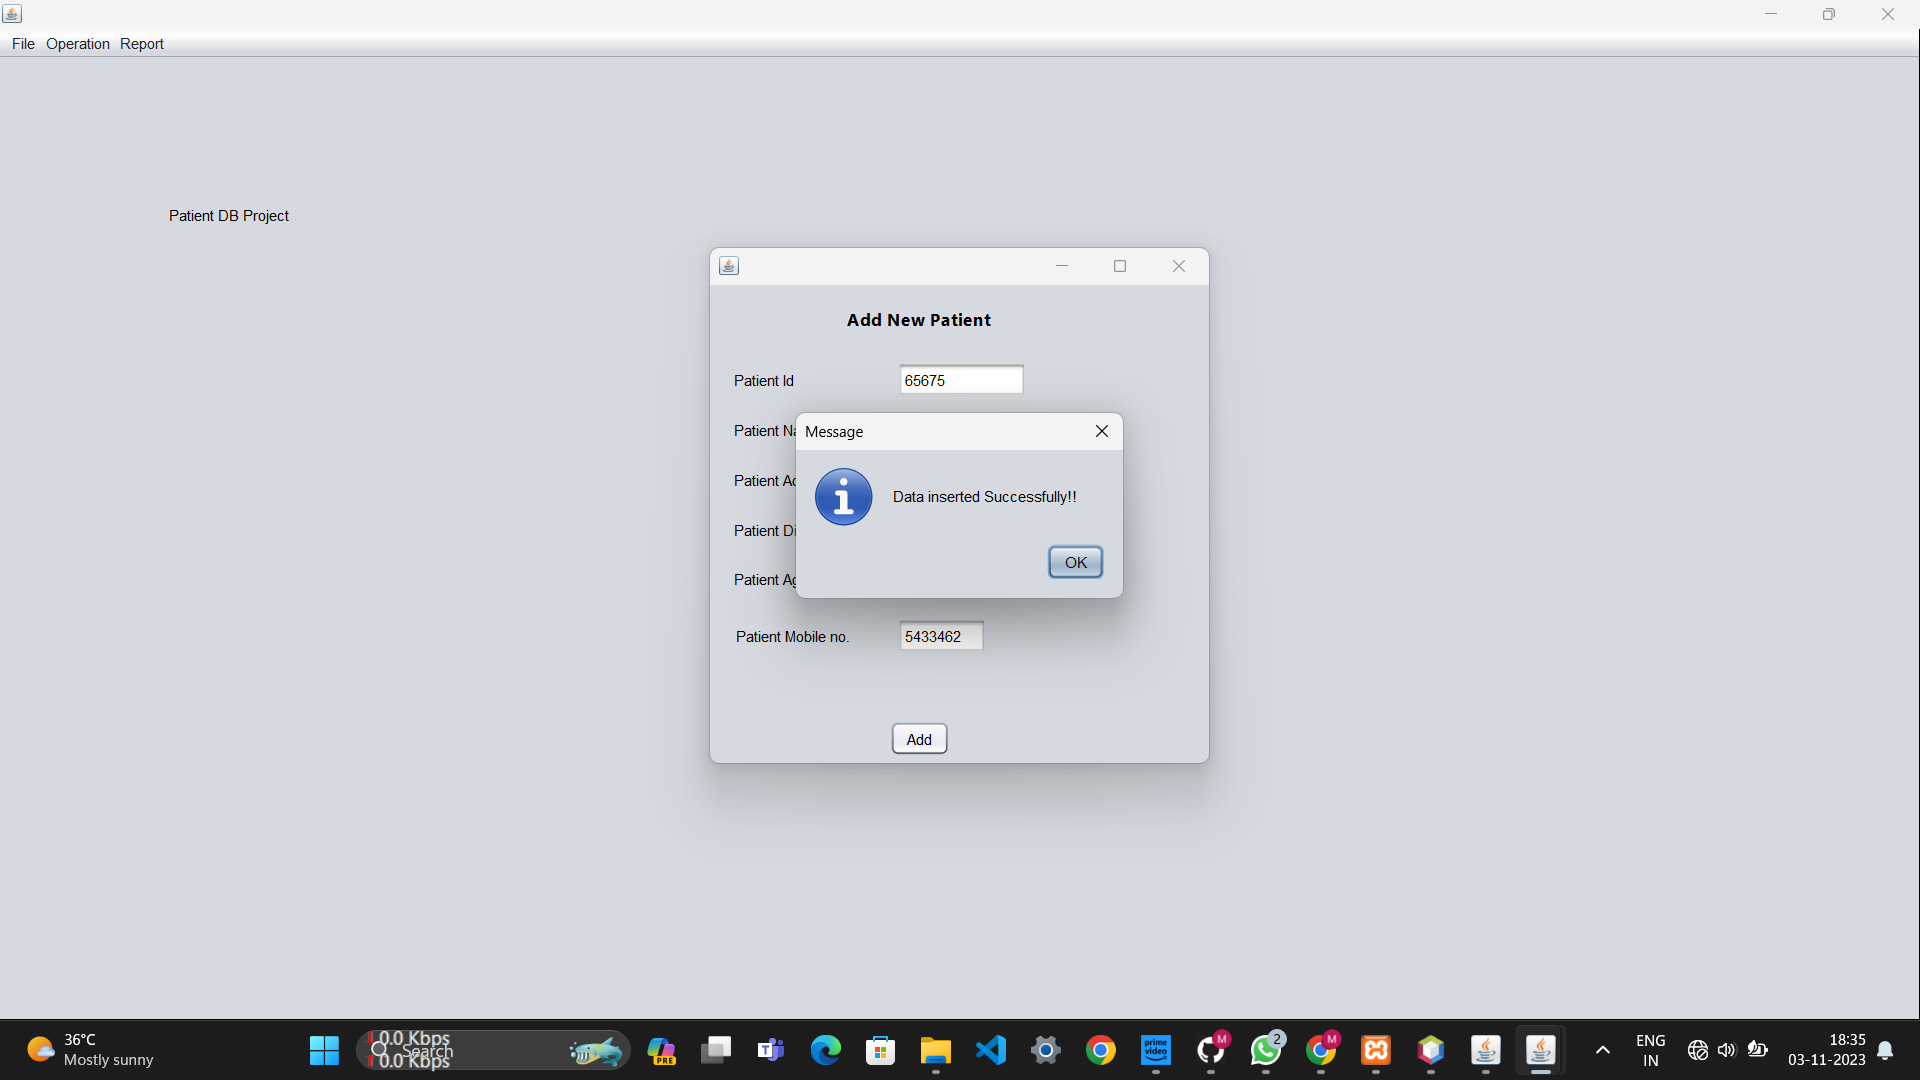 File Operation Report
Patient DB Project
Add New Patient
Patient Id 65675
Patient Na
Message
Patient Ad
Data inserted Successfully!!
Patient Di
OK
Patient Ag
Patient Mobile no. 5433462
Add
36°C
Mostly sunny
0.0 Kbps
Search
0.0 Kbps
PRE
T
prime video
M
2
M
ENG
IN
18:35
03-11-2023